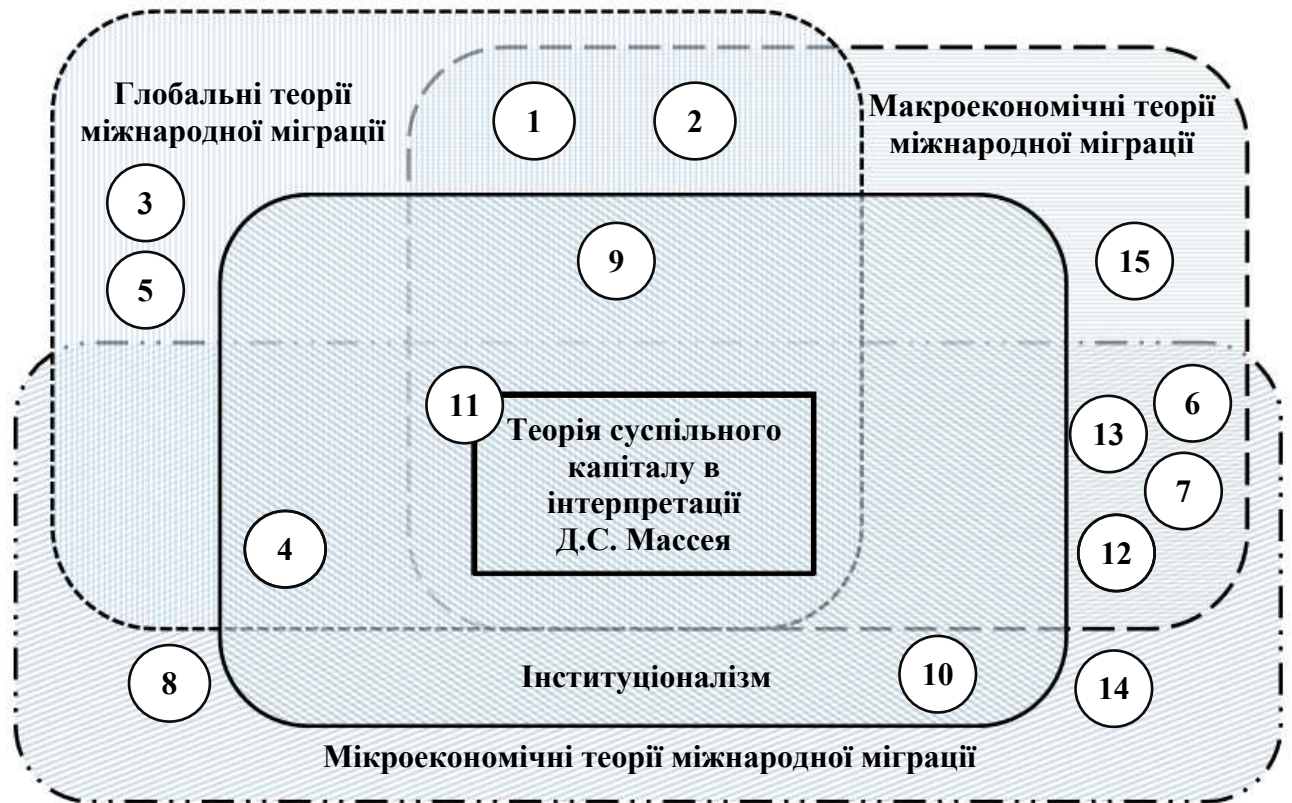 Глобальні теорії
міжнародної міграції
1
2
Макроекономічні теорії
міжнародної міграції
3
5
9
15
11
Теорія суспільного
капіталу в
інтерпретації
Д.С. Массея
13
6
7
12
4
8
Інституціоналізм
10
14
Мікроекономічні теорії міжнародної міграції